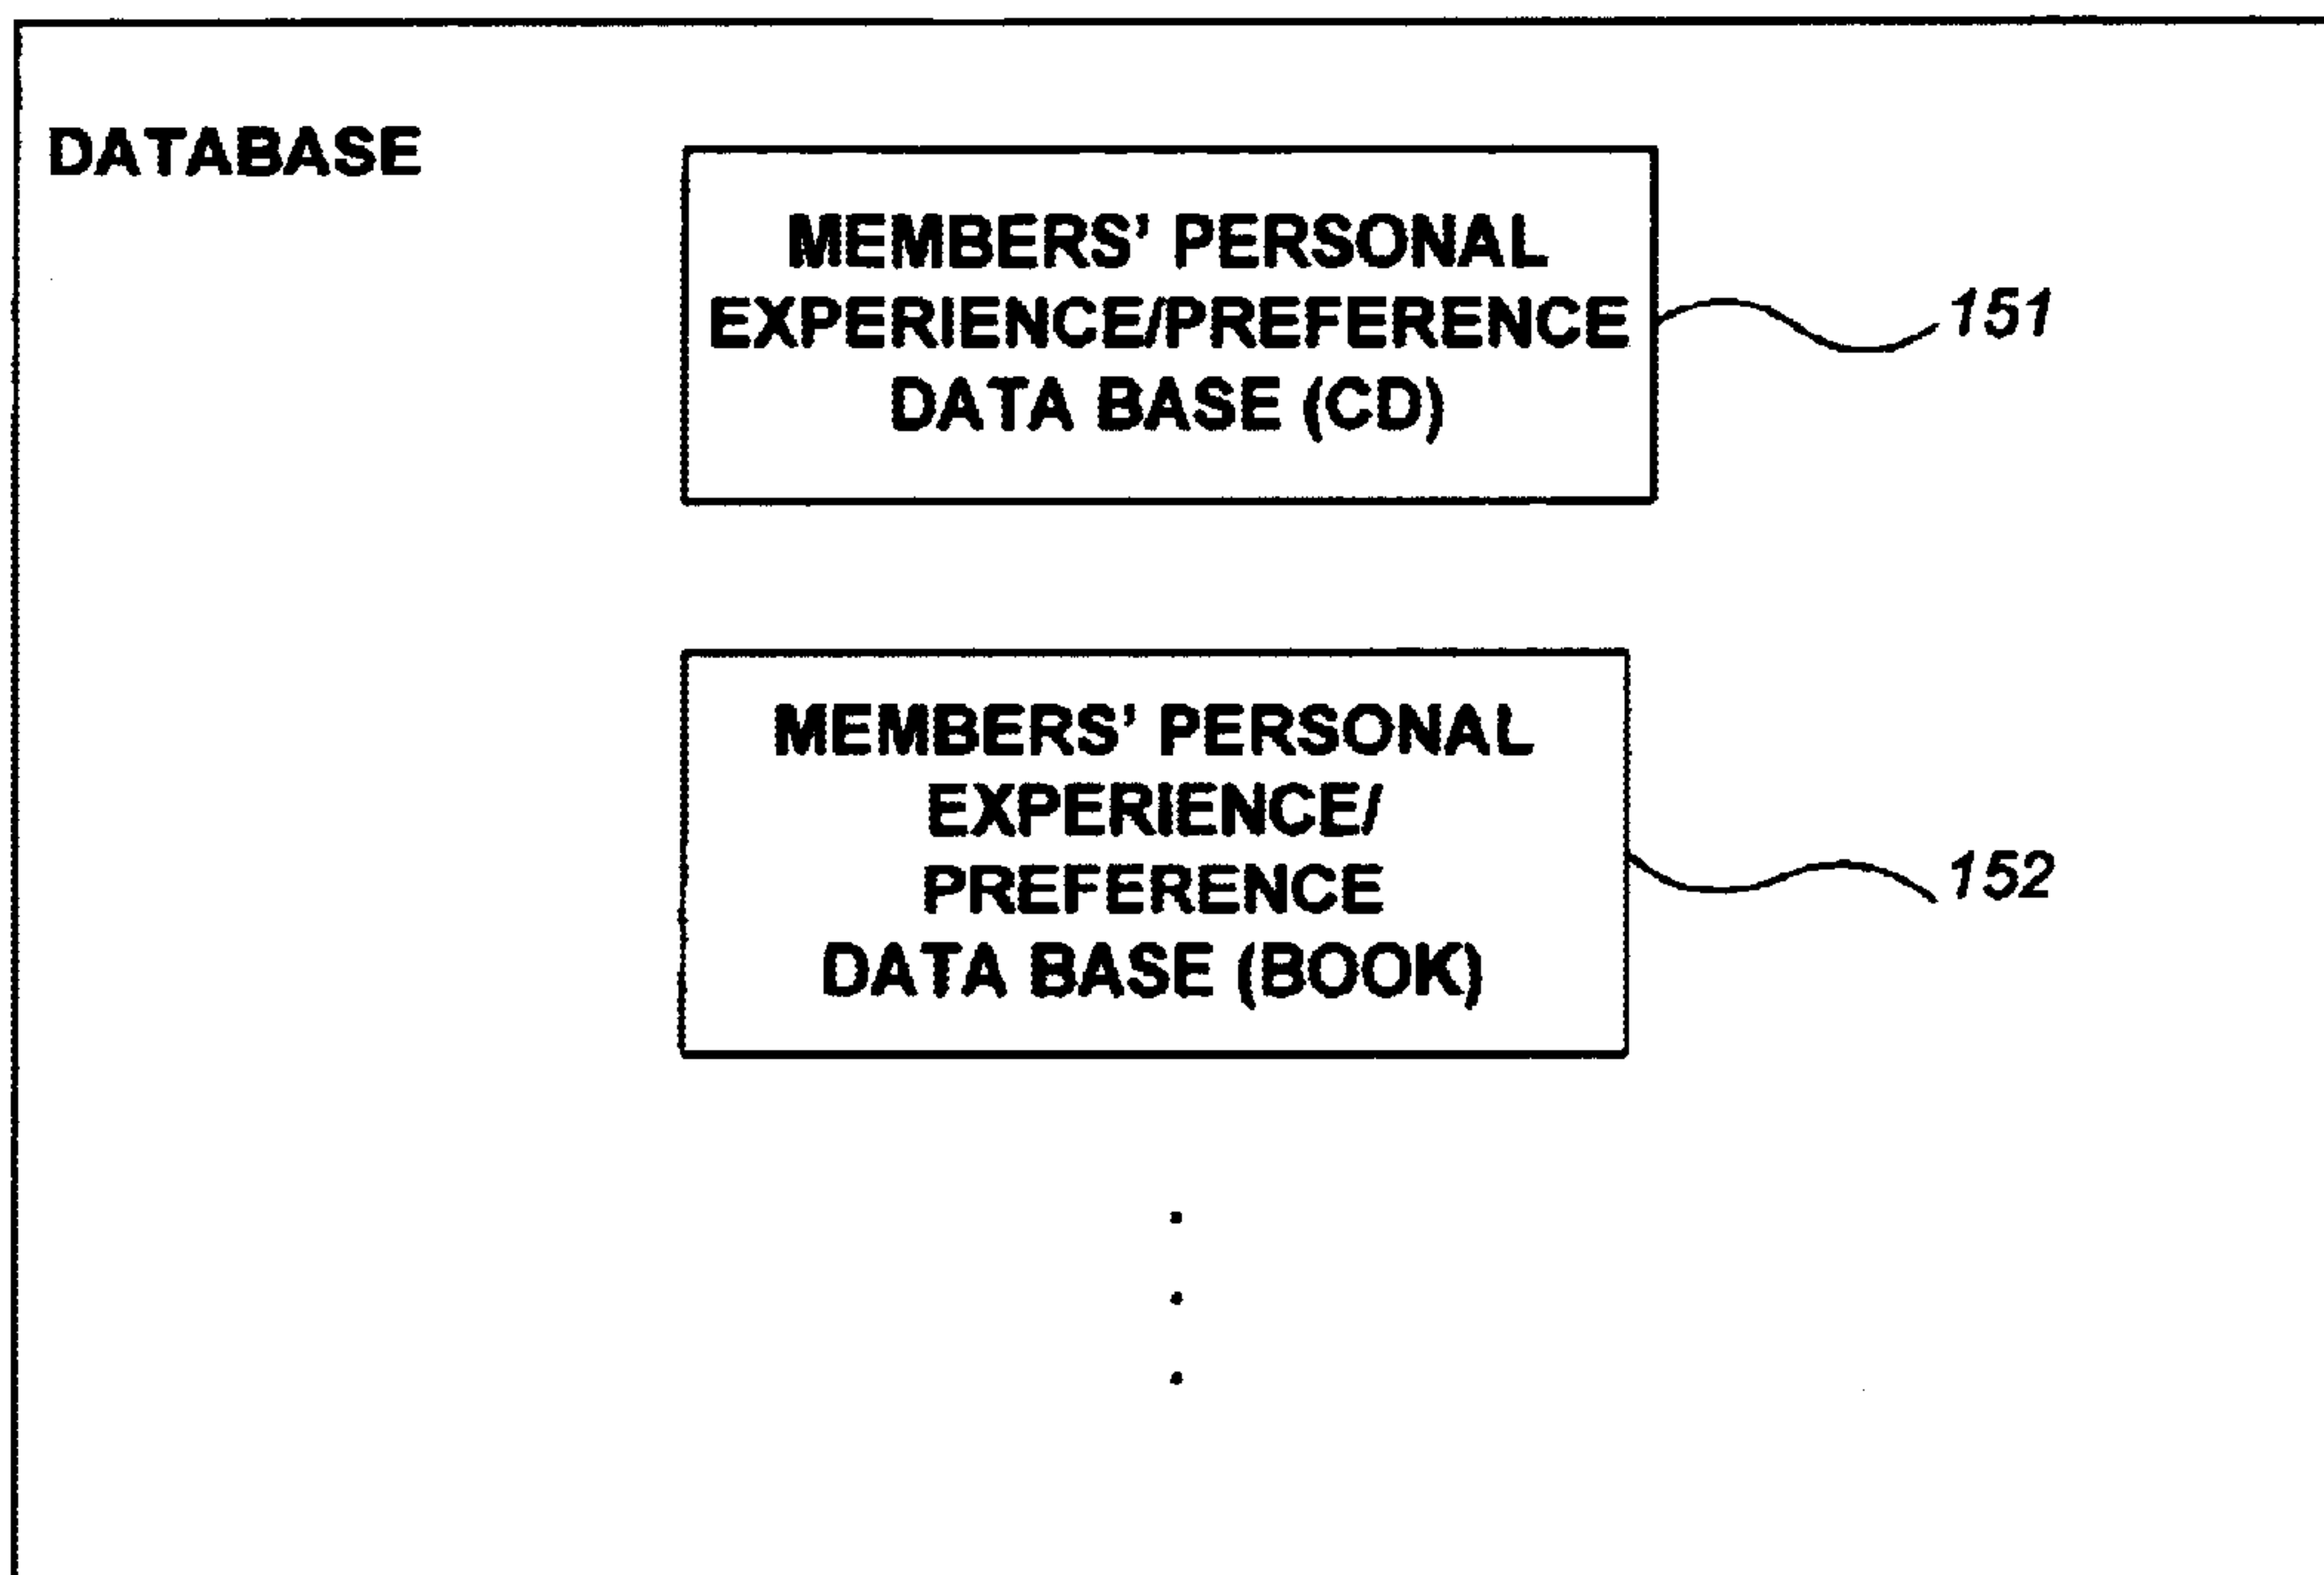 DATABASE
MEMBERS' PERSONAL
EXPERIENCE/PREFERENCE
DATA BASE (CD)
151
MEMBERS' PERSONAL
EXPERIENCE/
PREFERENCE
DATA BASE (BOOK)
152